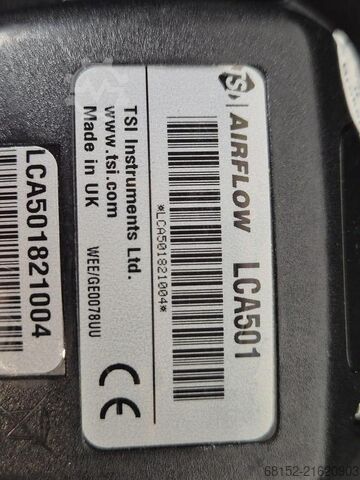 TSI AIRFLOW LCA501
*LCA501821004*
TSI Instruments Ltd.
www.tsi.com
Made in UK
WEE/GE0078UU
CE
LCA501821004
68152-21620903